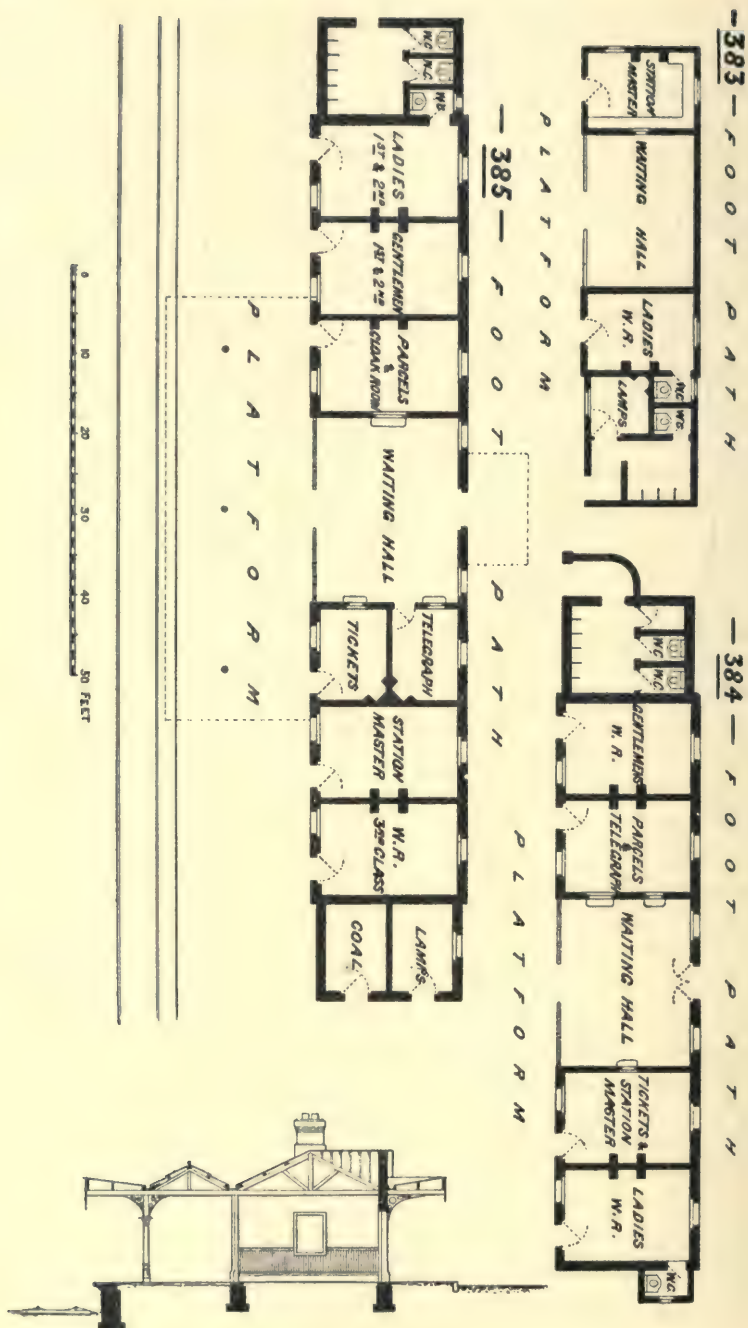 — 383 — FOOT PATH
STATION
MASTER
WAITING HALL
LADIES
W.R.
LAMPS
W.C.
W.C.
PLATFORM
— 384 — FOOT PATH
W.C.
W.C.
GENTLEMENS
W.R.
PARCELS
&
TELEGRAPH
WAITING HALL
TICKETS &
STATION
MASTER
LADIES
W.R.
W.C.
PLATFORM
— 385 — FOOT PATH
W.C.
W.C.
W.C.
LADIES
1ST & 2ND
GENTLEMEN
1ST & 2ND
PARCELS
&
CLOAK ROOM
WAITING HALL
TELEGRAPH
TICKETS
STATION
MASTER
W.R.
3RD CLASS
LAMPS
COAL
PLATFORM
0 10 20 30 40 50 FEET